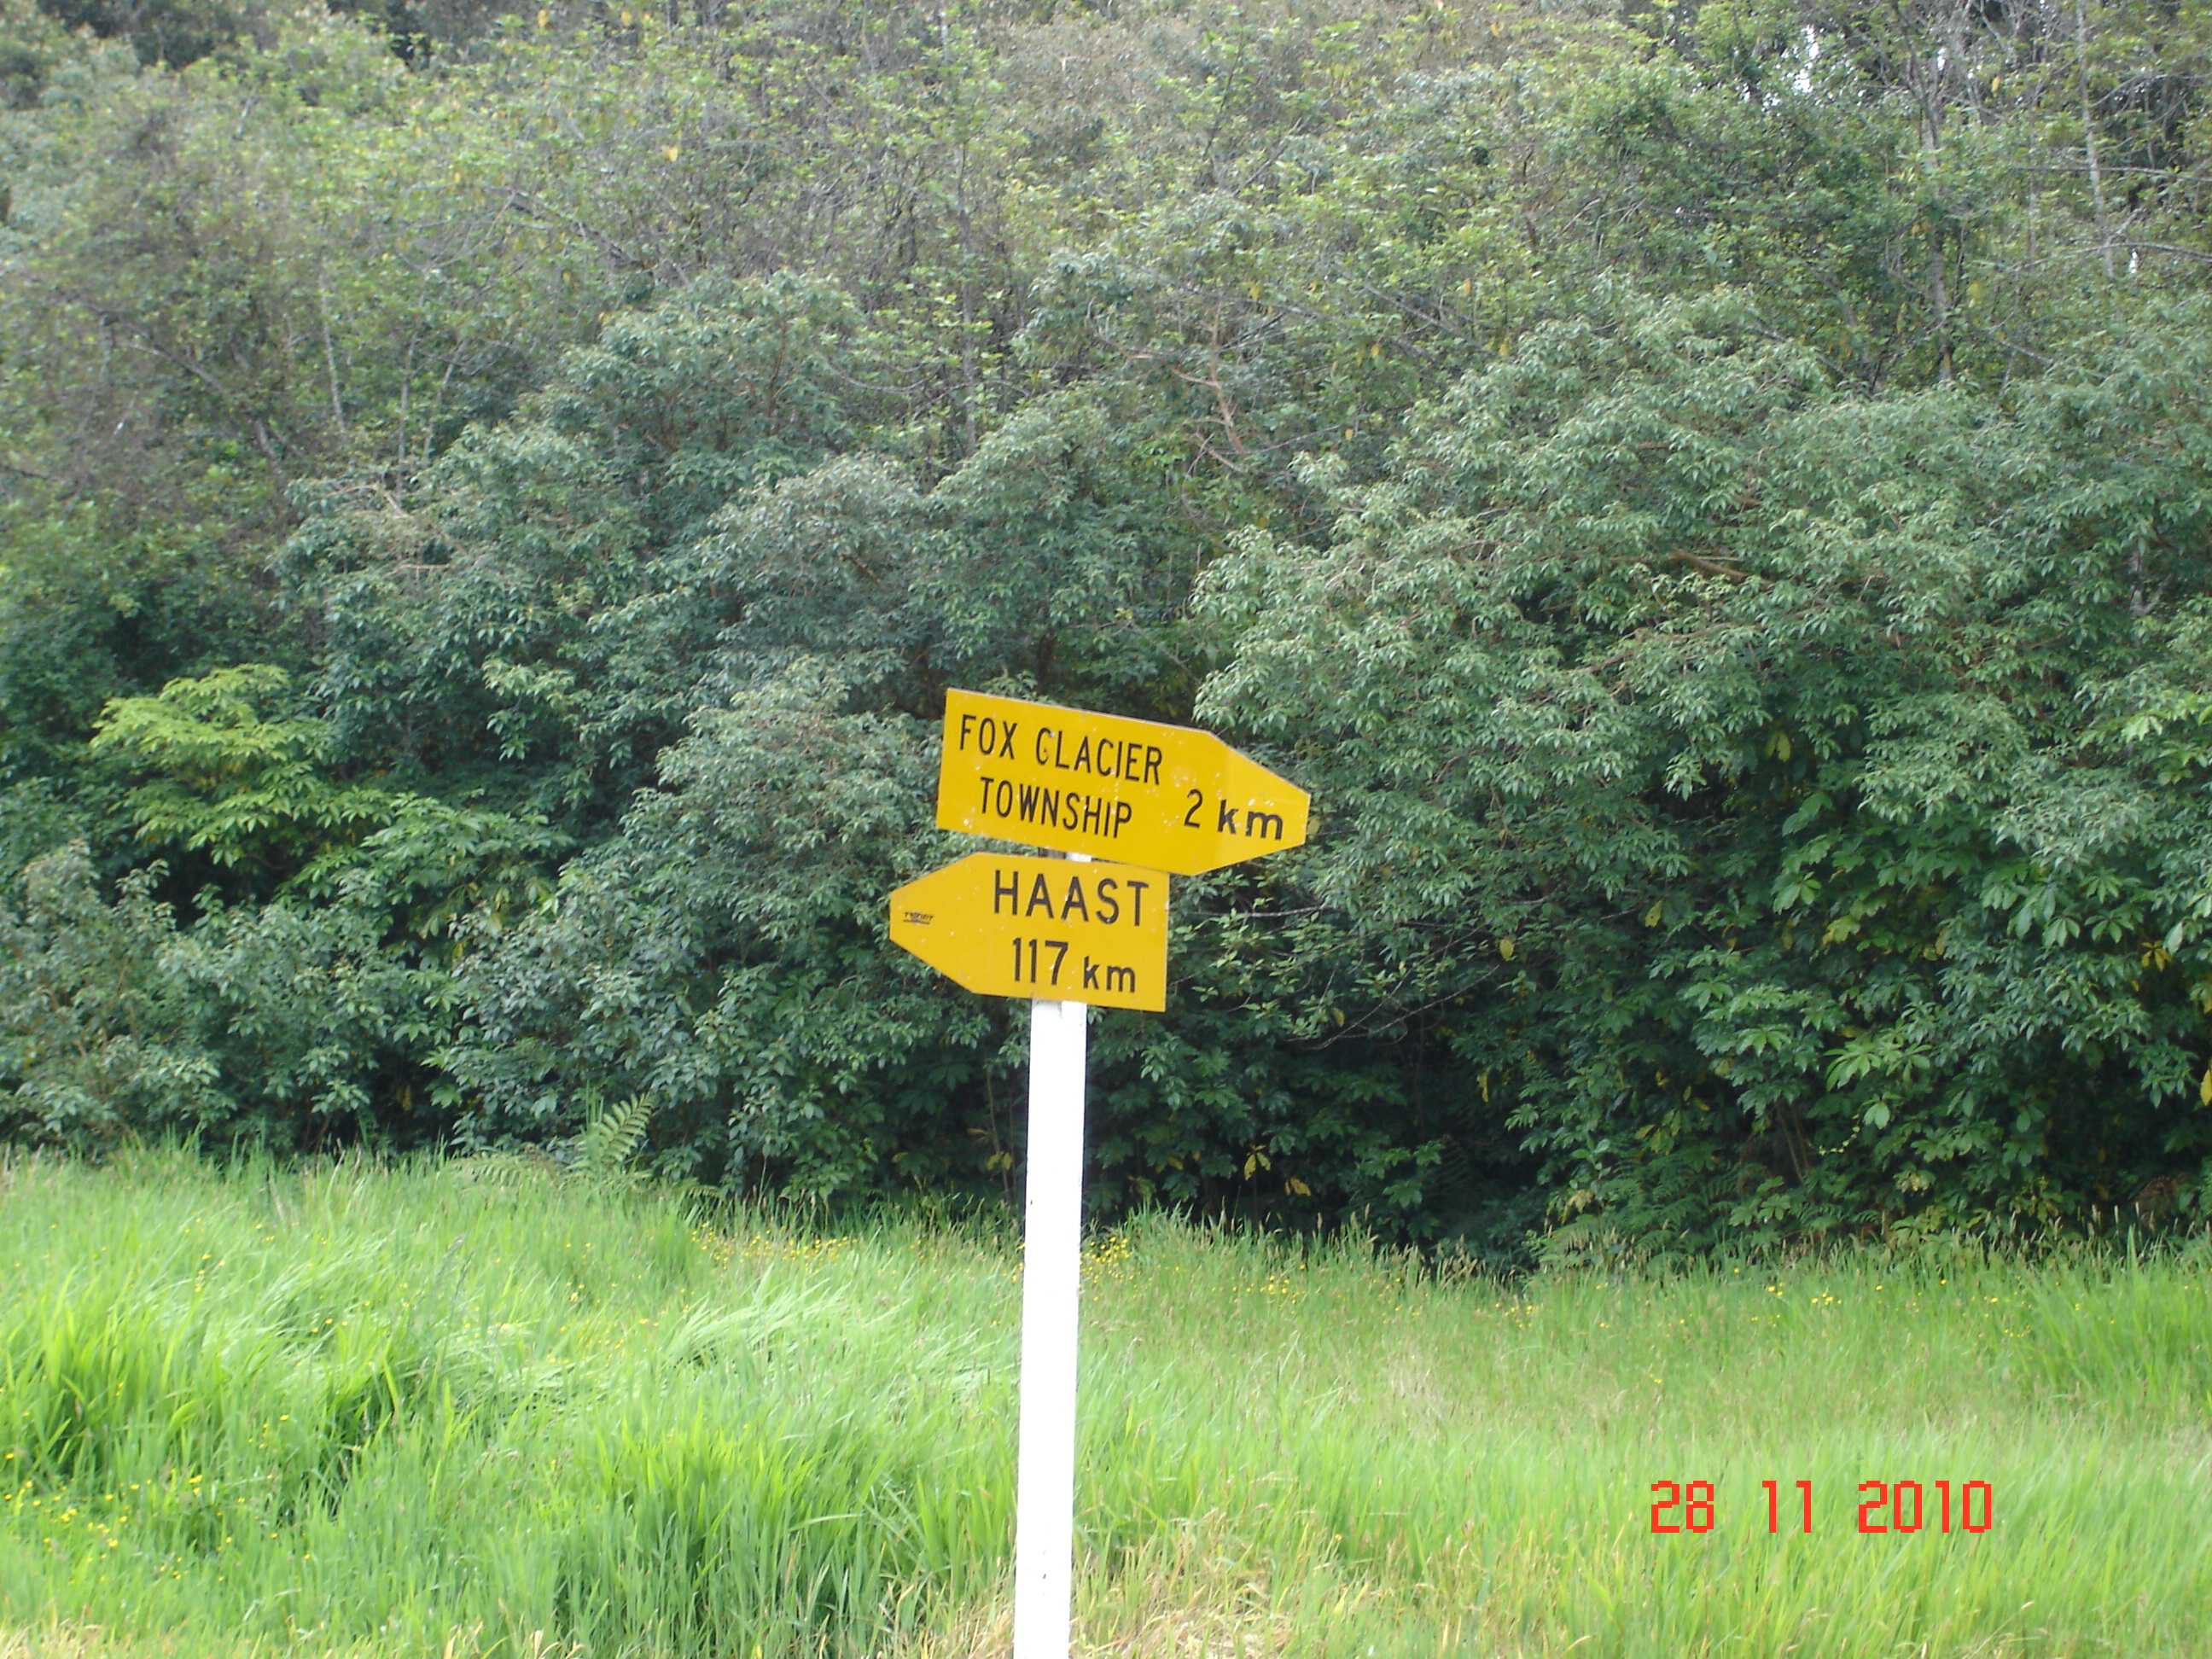 FOX GLACIER
TOWNSHIP 2 km
HAAST
117 km
28 11 2010